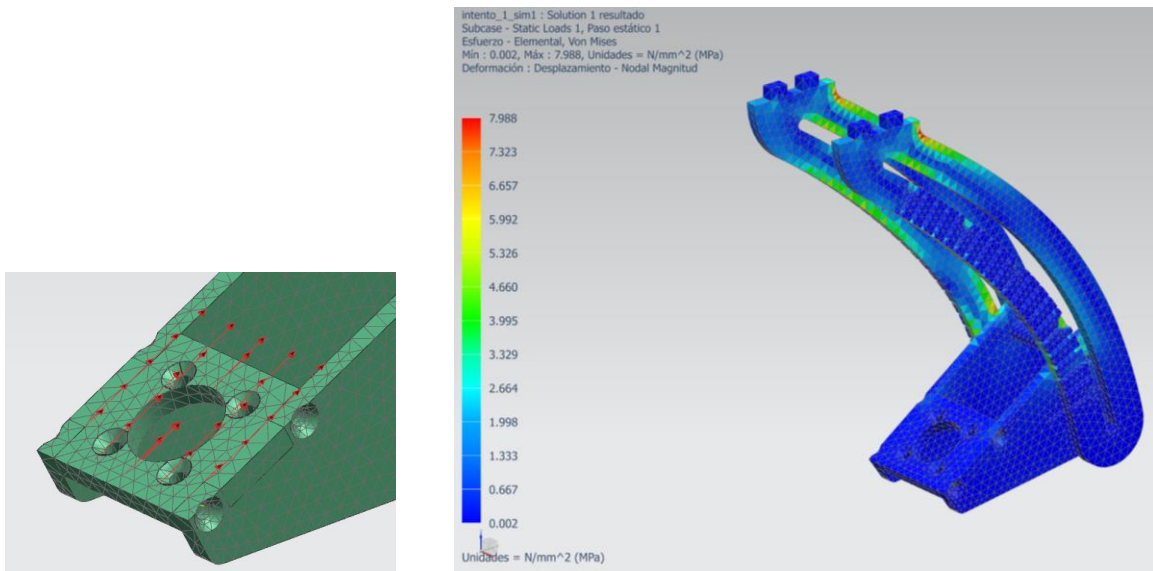 intento_1_sim1 : Solution 1 resultado
Subcase - Static Loads 1, Paso estático 1
Esfuerzo - Elemental, Von Mises
Mín : 0.002, Máx : 7.988, Unidades = N/mm^2 (MPa)
Deformación : Desplazamiento - Nodal Magnitud
7.988
7.323
6.657
5.992
5.326
4.660
3.995
3.329
2.664
1.998
1.333
0.667
0.002
Unidades = N/mm^2 (MPa)